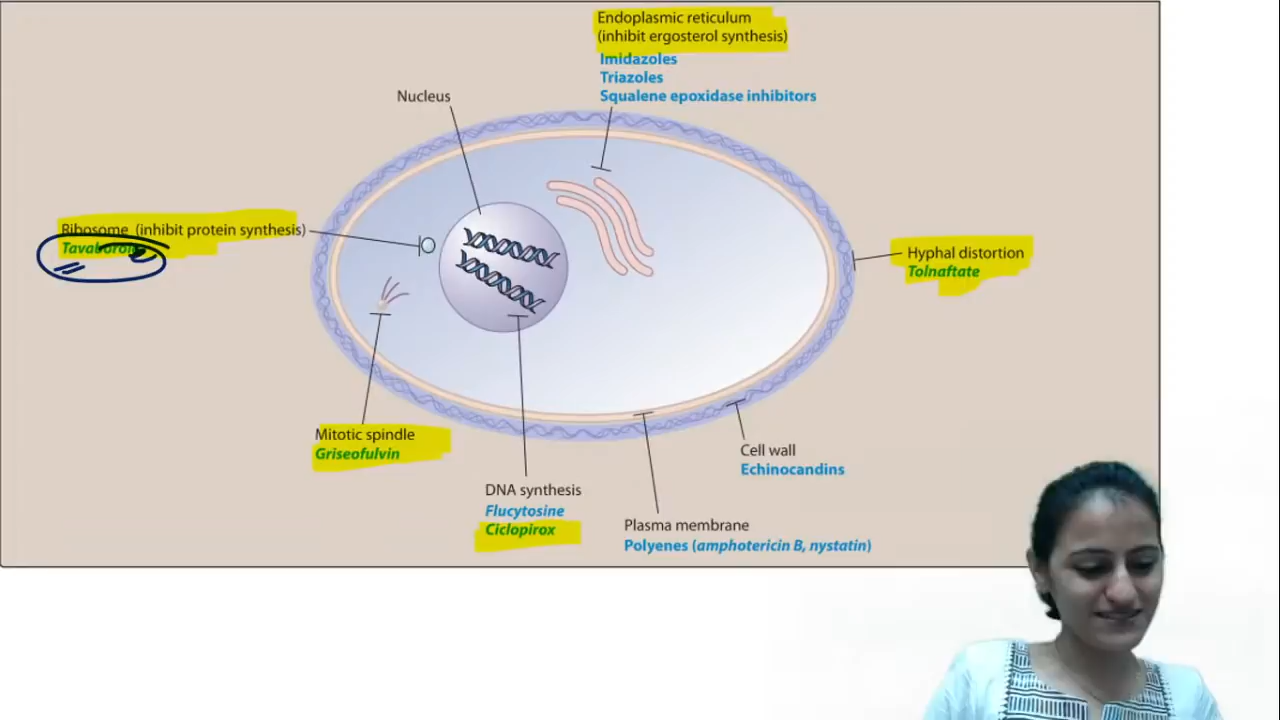 Endoplasmic reticulum
(inhibit ergosterol synthesis)
Imidazoles
Triazoles
Squalene epoxidase inhibitors
Nucleus
Ribosome (inhibit protein synthesis)
Tavaborole
Hyphal distortion
Tolnaftate
Mitotic spindle
Griseofulvin
Cell wall
Echinocandins
DNA synthesis
Flucytosine
Ciclopirox
Plasma membrane
Polyenes (amphotericin B, nystatin)